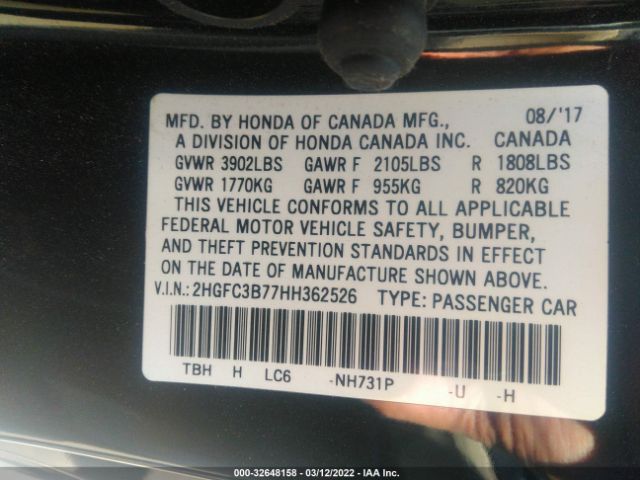 MFD. BY HONDA OF CANADA MFG., 08/'17
A DIVISION OF HONDA CANADA INC. CANADA
GVWR 3902LBS GAWR F 2105LBS R 1808LBS
GVWR 1770KG GAWR F 955KG R 820KG
THIS VEHICLE CONFORMS TO ALL APPLICABLE
FEDERAL MOTOR VEHICLE SAFETY, BUMPER,
AND THEFT PREVENTION STANDARDS IN EFFECT
ON THE DATE OF MANUFACTURE SHOWN ABOVE.
V.I.N.: 2HGFC3B77HH362526 TYPE: PASSENGER CAR
TBH H LC6 -NH731P -U -H
000-32648158 - 03/12/2022 - IAA Inc.